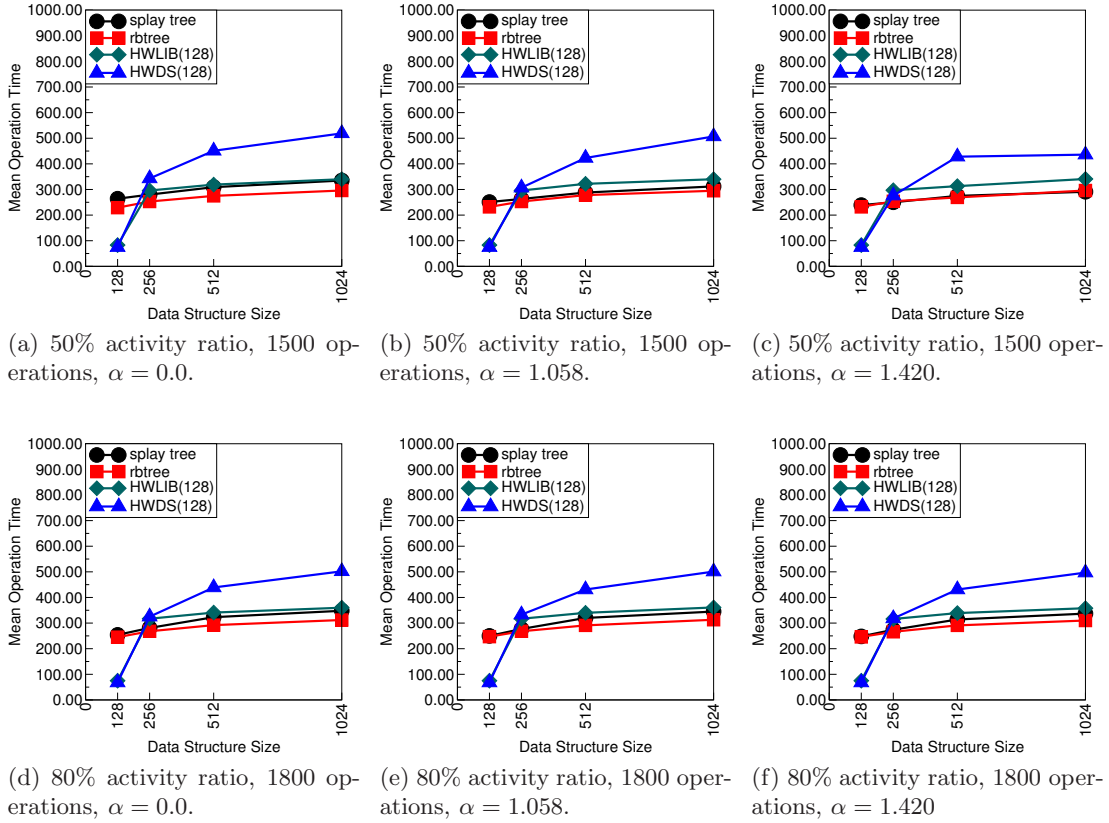 1000.00
900.00
800.00
700.00
600.00
500.00
400.00
300.00
200.00
100.00
0.00
Mean Operation Time
splay tree
rbtree
HWLIB(128)
HWDS(128)
0
128
256
512
1024
Data Structure Size
(a) 50% activity ratio, 1500 op-
erations, α = 0.0.
1000.00
900.00
800.00
700.00
600.00
500.00
400.00
300.00
200.00
100.00
0.00
Mean Operation Time
splay tree
rbtree
HWLIB(128)
HWDS(128)
0
128
256
512
1024
Data Structure Size
(b) 50% activity ratio, 1500 op-
erations, α = 1.058.
1000.00
900.00
800.00
700.00
600.00
500.00
400.00
300.00
200.00
100.00
0.00
Mean Operation Time
splay tree
rbtree
HWLIB(128)
HWDS(128)
0
128
256
512
1024
Data Structure Size
(c) 50% activity ratio, 1500 oper-
ations, α = 1.420.
1000.00
900.00
800.00
700.00
600.00
500.00
400.00
300.00
200.00
100.00
0.00
Mean Operation Time
splay tree
rbtree
HWLIB(128)
HWDS(128)
0
128
256
512
1024
Data Structure Size
(d) 80% activity ratio, 1800 op-
erations, α = 0.0.
1000.00
900.00
800.00
700.00
600.00
500.00
400.00
300.00
200.00
100.00
0.00
Mean Operation Time
splay tree
rbtree
HWLIB(128)
HWDS(128)
0
128
256
512
1024
Data Structure Size
(e) 80% activity ratio, 1800 oper-
ations, α = 1.058.
1000.00
900.00
800.00
700.00
600.00
500.00
400.00
300.00
200.00
100.00
0.00
Mean Operation Time
splay tree
rbtree
HWLIB(128)
HWDS(128)
0
128
256
512
1024
Data Structure Size
(f) 80% activity ratio, 1800 oper-
ations, α = 1.420